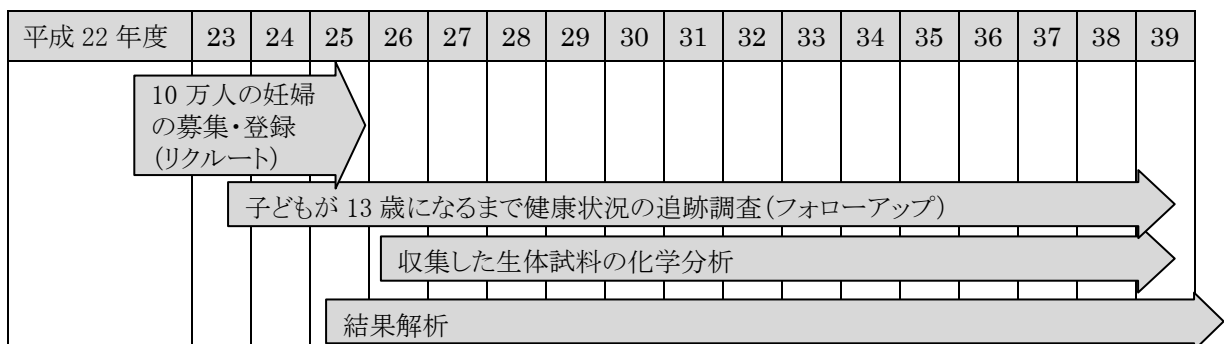 平成 22 年度 23 24 25 26 27 28 29 30 31 32 33 34 35 36 37 38 39
10 万人の妊婦
の募集・登録
(リクルート)
子どもが 13 歳になるまで健康状況の追跡調査(フォローアップ)
収集した生体試料の化学分析
結果解析